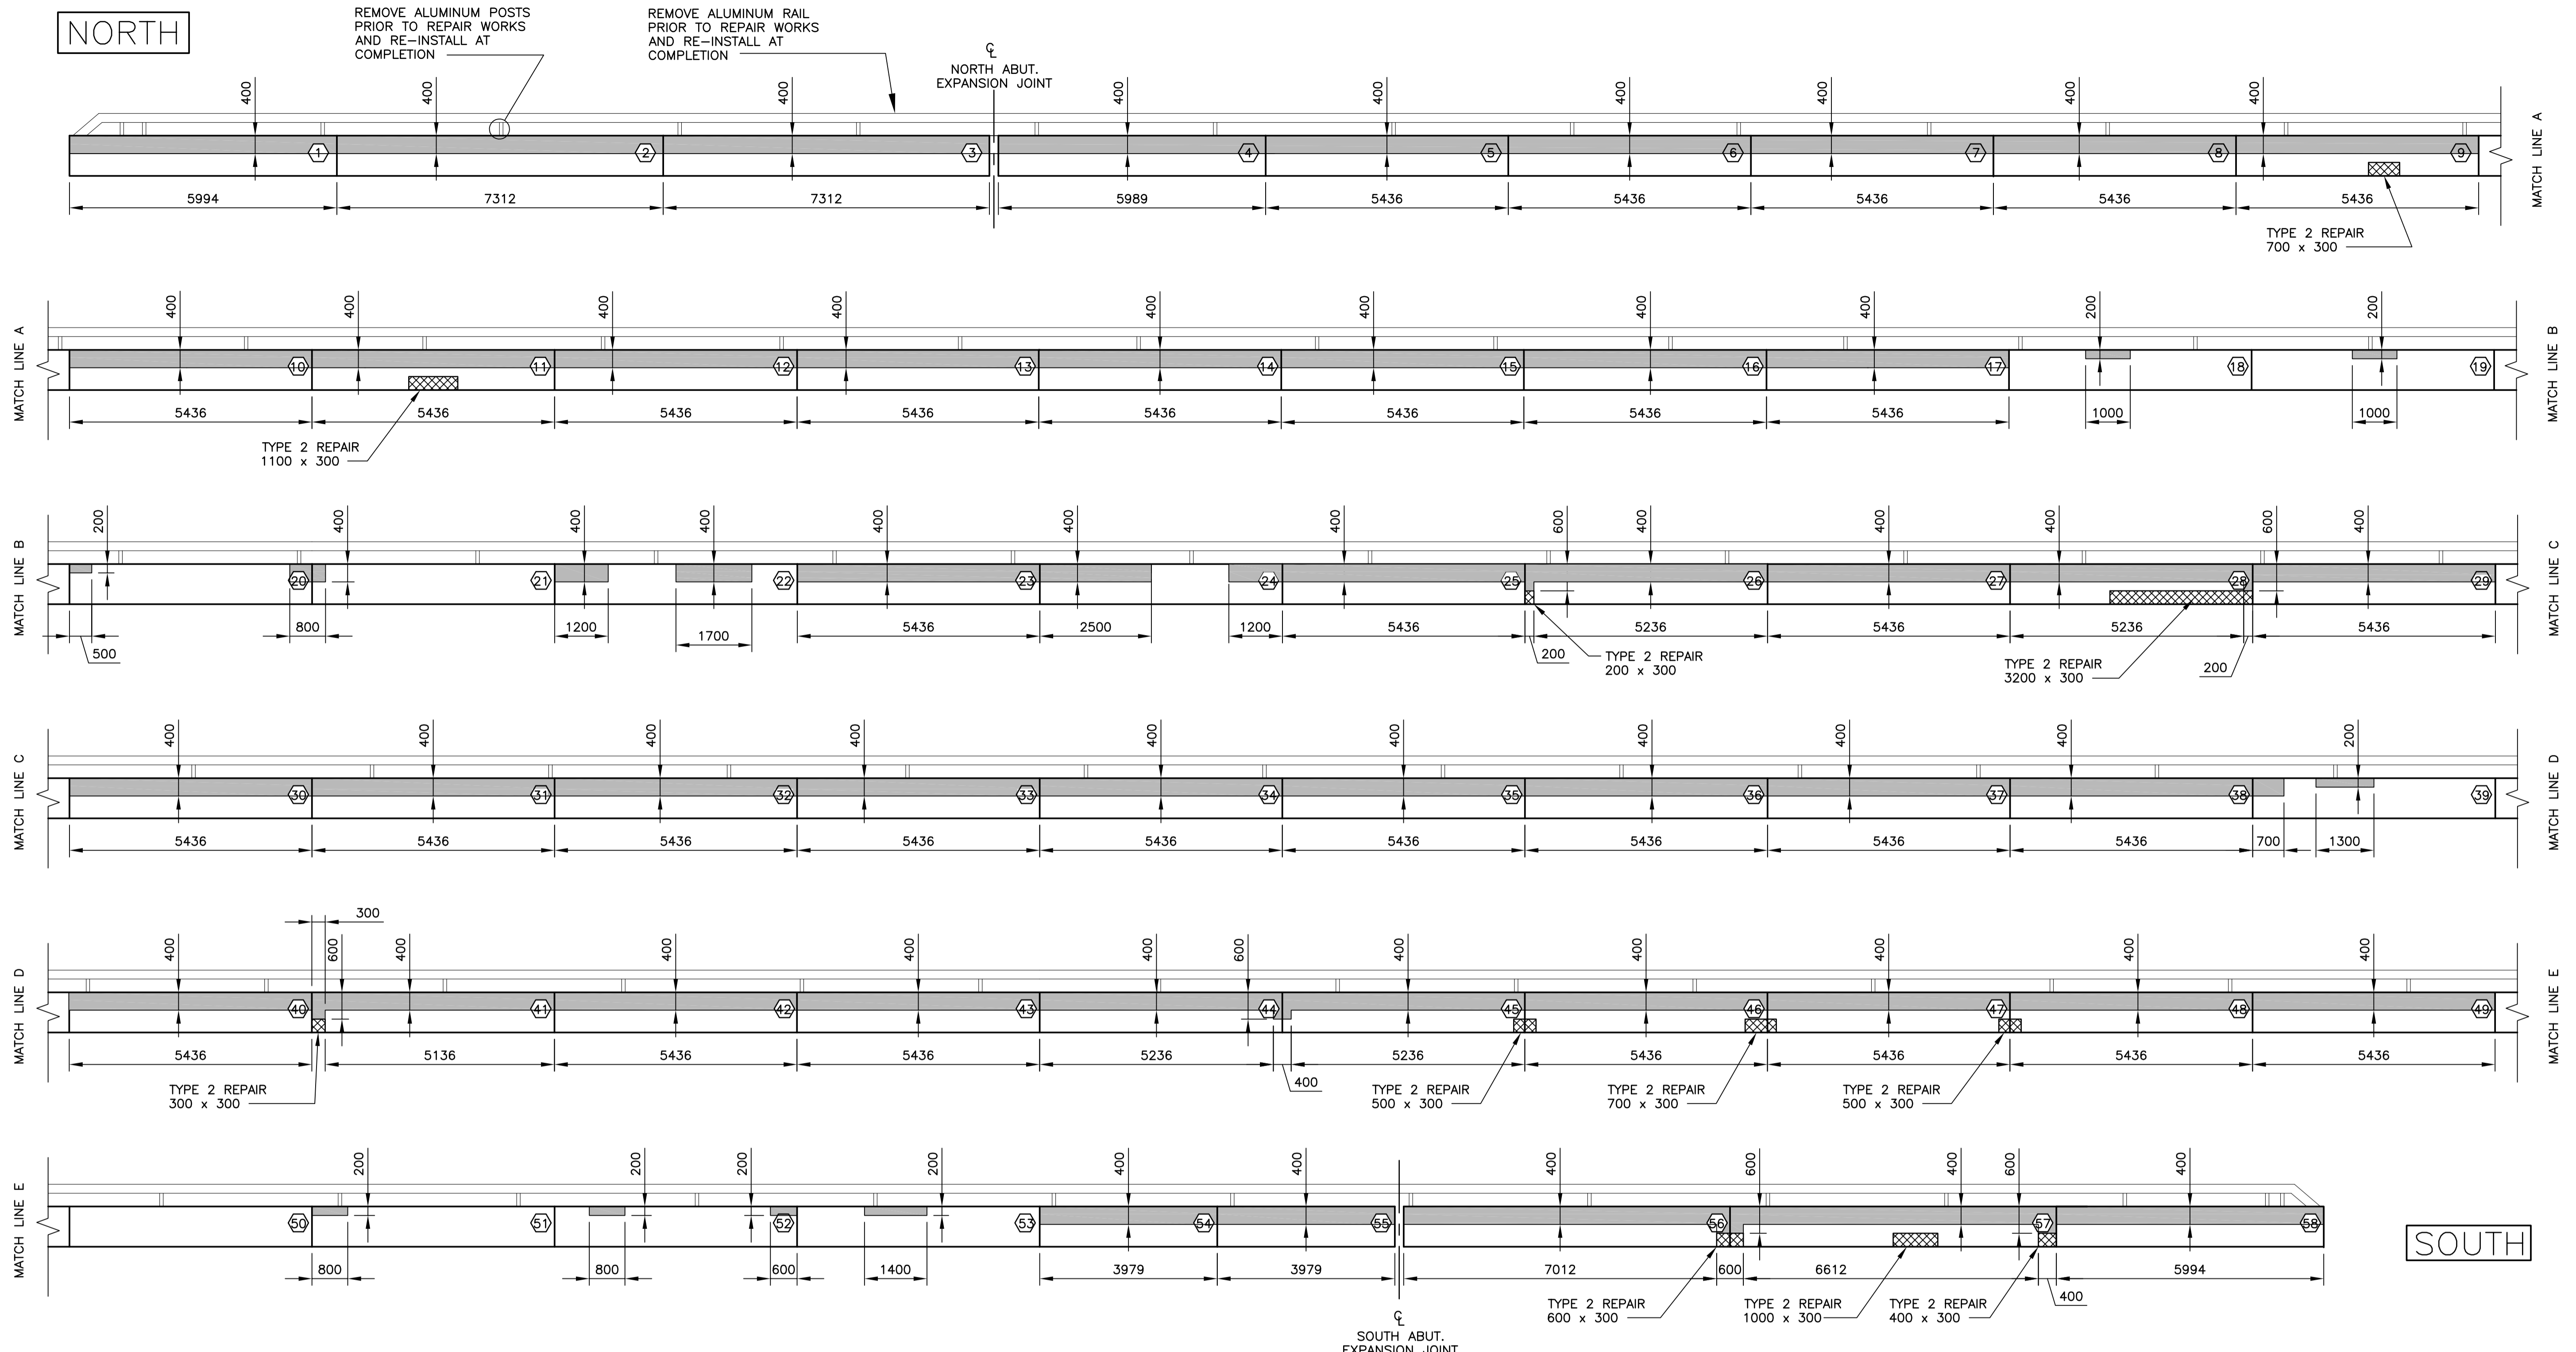 NORTH
REMOVE ALUMINUM POSTS
PRIOR TO REPAIR WORKS
AND RE-INSTALL AT
COMPLETION
REMOVE ALUMINUM RAIL
PRIOR TO REPAIR WORKS
AND RE-INSTALL AT
COMPLETION
℄
NORTH ABUT.
EXPANSION JOINT
400 400 400 400 400 400 400 400 400
1 2 3 4 5 6 7 8 9
5994 7312 7312 5989 5436 5436 5436 5436 5436
TYPE 2 REPAIR
700 x 300
MATCH LINE A
MATCH LINE A
400 400 400 400 400 400 400 400 200 200
10 11 12 13 14 15 16 17 18 19
5436 5436 5436 5436 5436 5436 5436 5436 1000 1000
TYPE 2 REPAIR
1100 x 300
MATCH LINE B
MATCH LINE B
200 400 400 400 400 400 400 600 400 400 400 600 400
20 21 22 23 24 25 26 27 28 29
500 800 1200 1700 5436 2500 1200 5436 200 5236 5436 5236 200 5436
TYPE 2 REPAIR
200 x 300
TYPE 2 REPAIR
3200 x 300
MATCH LINE C
MATCH LINE C
400 400 400 400 400 400 400 400 400 200
30 31 32 33 34 35 36 37 38 39
5436 5436 5436 5436 5436 5436 5436 5436 5436 700 1300
MATCH LINE D
MATCH LINE D
300
400 600 400 400 400 400 600 400 400 400 400 400
40 41 42 43 44 45 46 47 48 49
5436 5136 5436 5436 5236 400 5236 5436 5436 5436 5436
TYPE 2 REPAIR
300 x 300
TYPE 2 REPAIR
500 x 300
TYPE 2 REPAIR
700 x 300
TYPE 2 REPAIR
500 x 300
MATCH LINE E
MATCH LINE E
200 200 200 200 400 400 400 600 400 600 400
50 51 52 53 54 55 56 57 58
800 800 600 1400 3979 3979 7012 600 6612 400 5994
TYPE 2 REPAIR
600 x 300
TYPE 2 REPAIR
1000 x 300
TYPE 2 REPAIR
400 x 300
℄
SOUTH ABUT.
EXPANSION JOINT
SOUTH